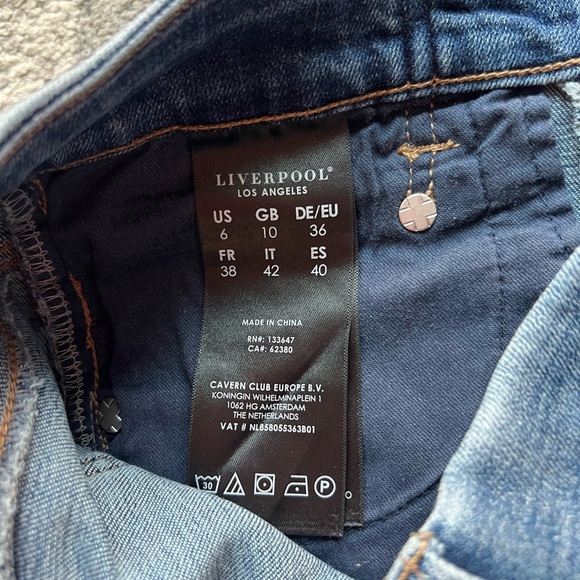 LIVERPOOL®
LOS ANGELES
US GB DE/EU
6 10 36
FR IT ES
38 42 40
MADE IN CHINA
RN#: 133647
CA#: 62380
CAVERN CLUB EUROPE B.V.
KONINGIN WILHELMINAPLEIN 1
1062 HG AMSTERDAM
THE NETHERLANDS
VAT # NL858055363B01
30 P